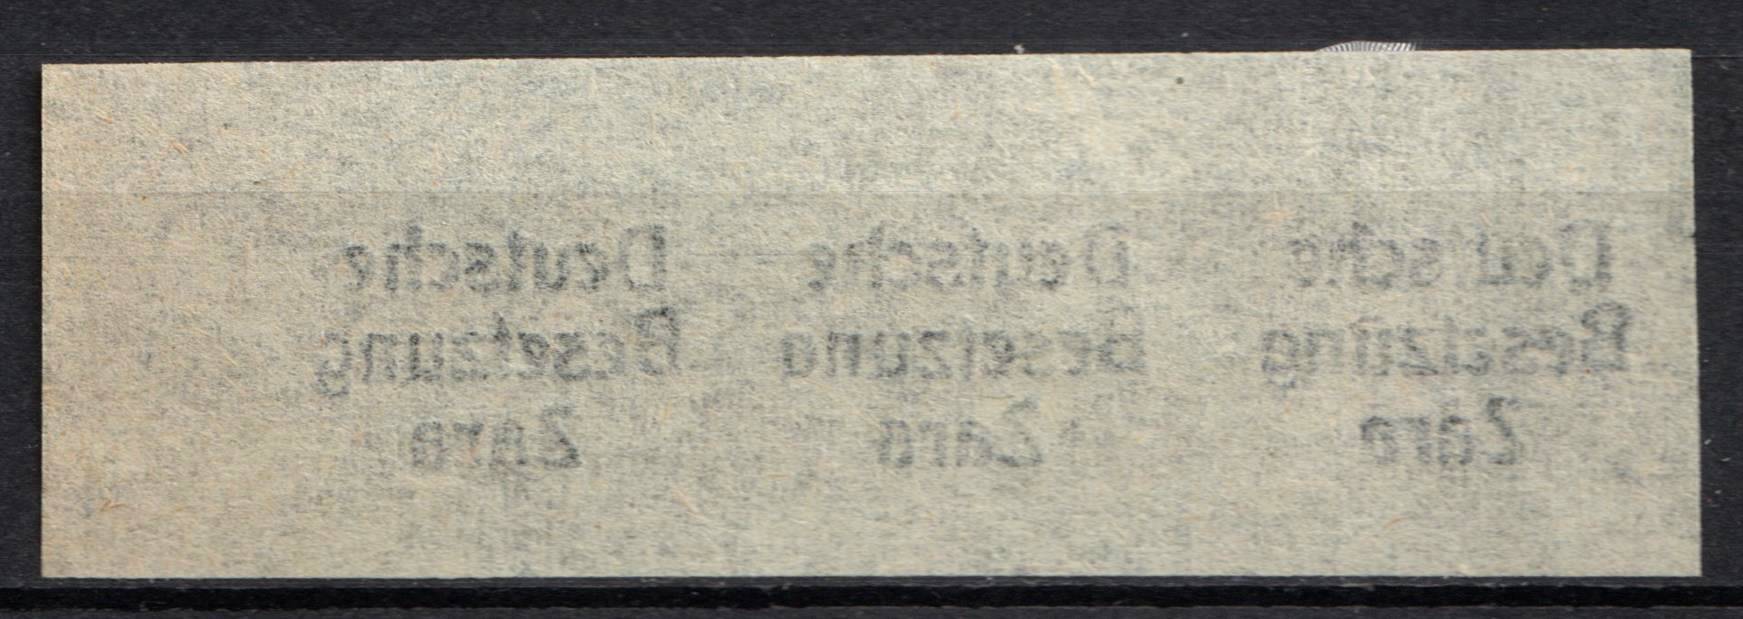 Deutsche Deutsche Deutsche
Besetzung Besetzung Besetzung
Zara Zara Zara